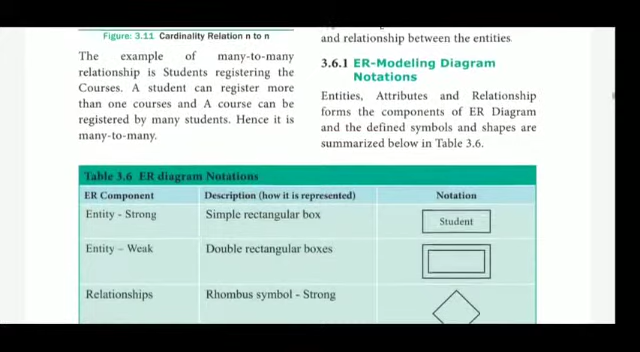 Figure: 3.11 Cardinality Relation n to n
The example of many-to-many
relationship is Students registering the
Courses. A student can register more
than one courses and A course can be
registered by many students. Hence it is
many-to-many.
and relationship between the entities.
3.6.1 ER-Modeling Diagram
Notations
Entities, Attributes and Relationship
forms the components of ER Diagram
and the defined symbols and shapes are
summarized below in Table 3.6.
Table 3.6 ER diagram Notations
ER Component Description (how it is represented) Notation
Entity - Strong Simple rectangular box Student
Entity – Weak Double rectangular boxes
Relationships Rhombus symbol - Strong